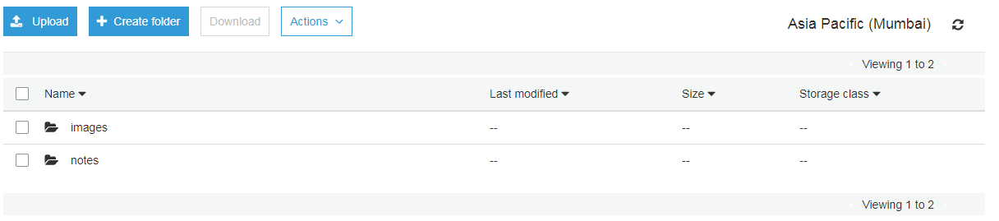 Upload Create folder Download Actions Asia Pacific (Mumbai)
Viewing 1 to 2
Name Last modified Size Storage class
images -- -- --
notes -- -- --
Viewing 1 to 2